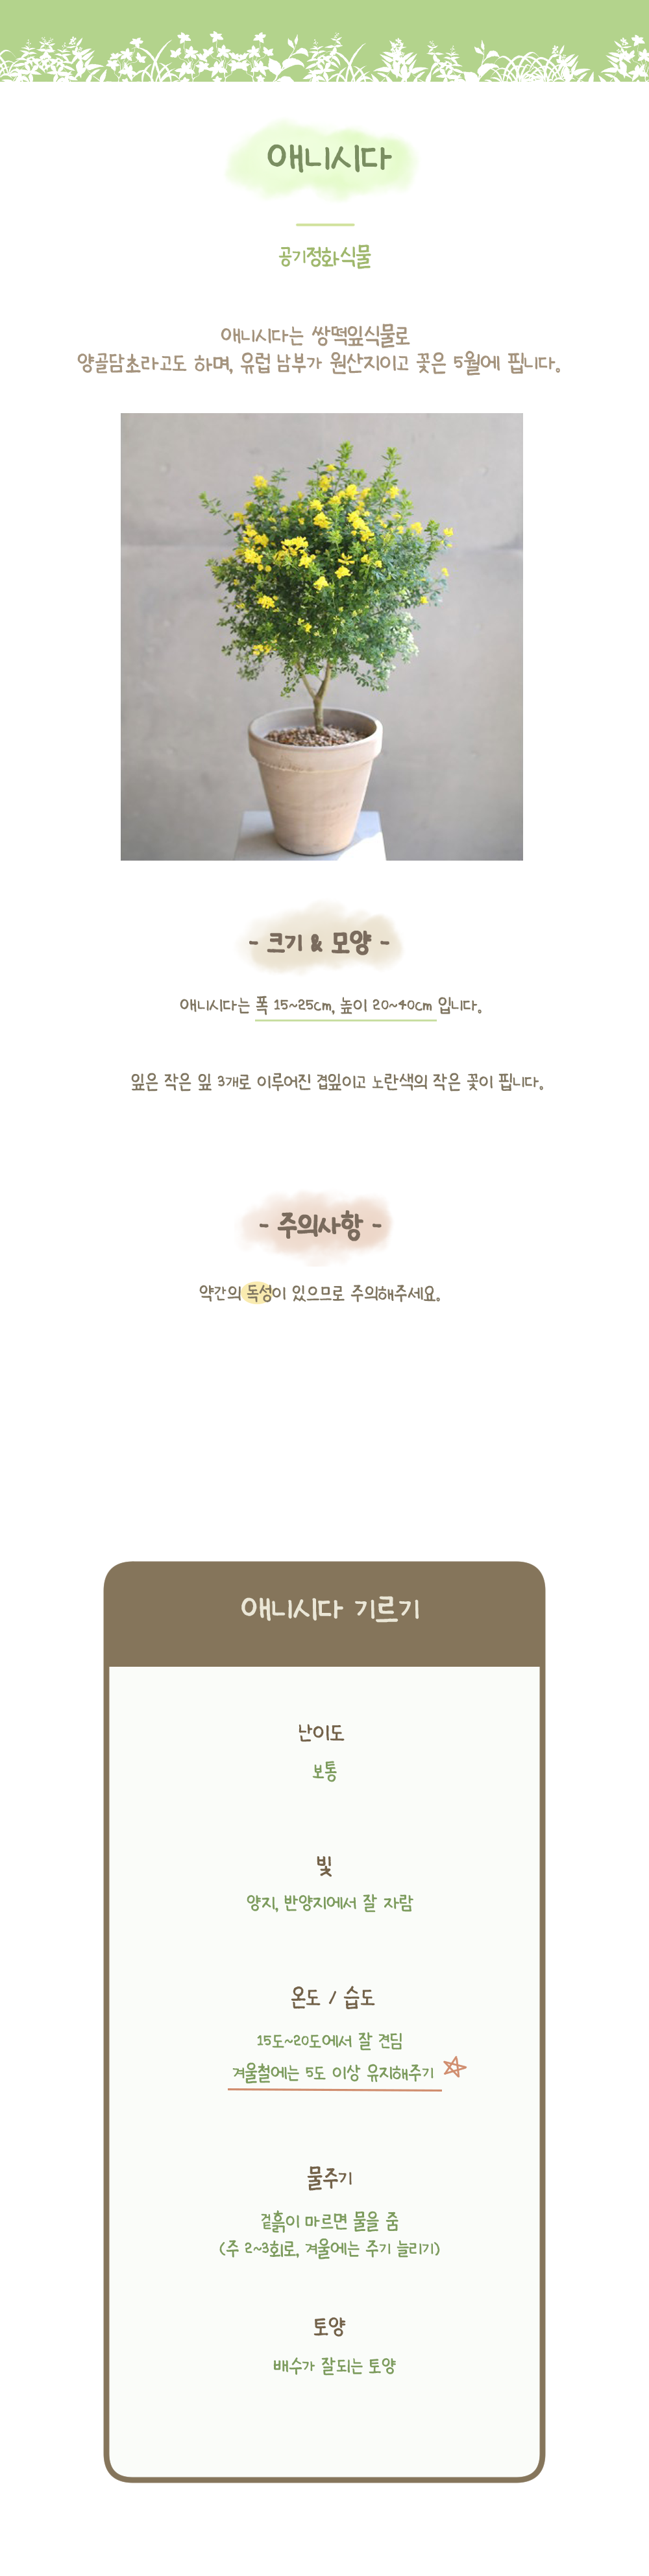 애니시다
공기정화식물
애니시다는 쌍떡잎식물로
양골담초라고도 하며, 유럽 남부가 원산지이고 꽃은 5월에 핍니다.
- 크기 & 모양 -
애니시다는 폭 15~25cm, 높이 20~40cm 입니다.
잎은 작은 잎 3개로 이루어진 겹잎이고 노란색의 작은 꽃이 핍니다.
- 주의사항 -
약간의 독성이 있으므로 주의해주세요.
애니시다 기르기
난이도
보통
빛
양지, 반양지에서 잘 자람
온도 / 습도
15도~20도에서 잘 견딤
겨울철에는 5도 이상 유지해주기
물주기
겉흙이 마르면 물을 줌
(주 2~3회로, 겨울에는 주기 늘리기)
토양
배수가 잘되는 토양